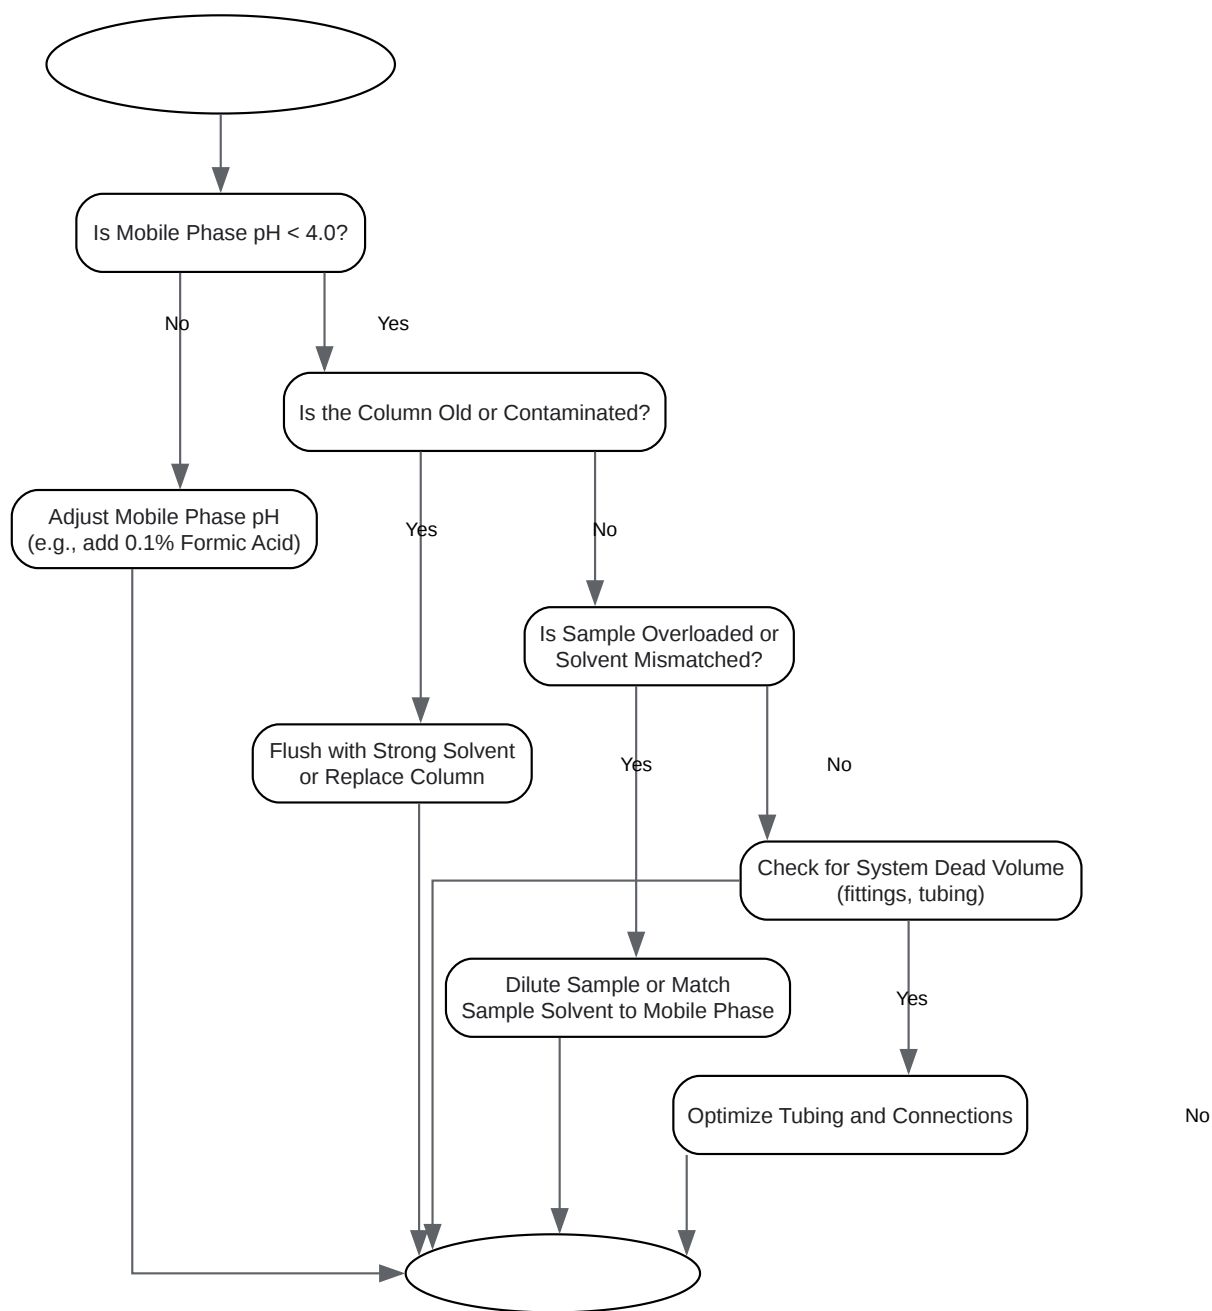 Is Mobile Phase pH < 4.0?
No
Yes
Is the Column Old or Contaminated?
Adjust Mobile Phase pH
(e.g., add 0.1% Formic Acid)
Yes
No
Is Sample Overloaded or
Solvent Mismatched?
Flush with Strong Solvent
or Replace Column
Yes
No
Check for System Dead Volume
(fittings, tubing)
Dilute Sample or Match
Sample Solvent to Mobile Phase
Yes
Optimize Tubing and Connections
No